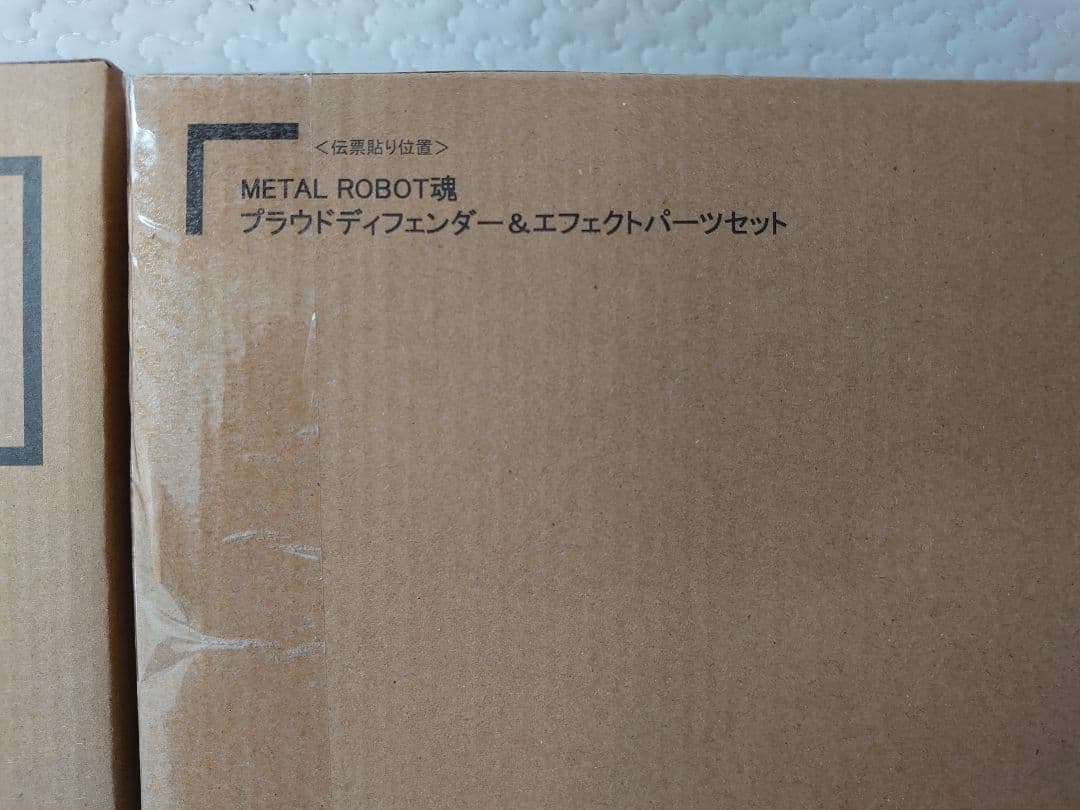 ＜伝票貼り位置＞
METAL ROBOT魂
プラウドディフェンダー＆エフェクトパーツセット